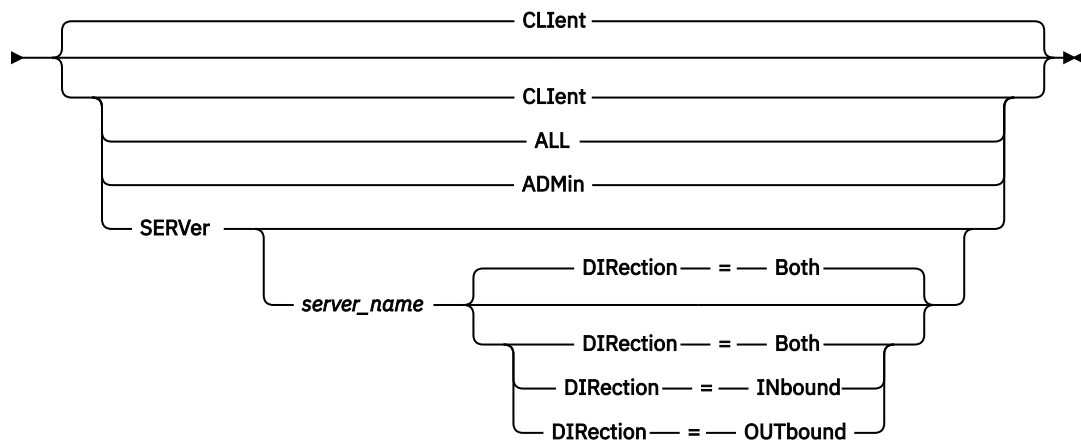 CLIent
CLIent
ALL
ADMin
SERVer
DIRection = Both
server_name
DIRection = Both
DIRection = INbound
DIRection = OUTbound